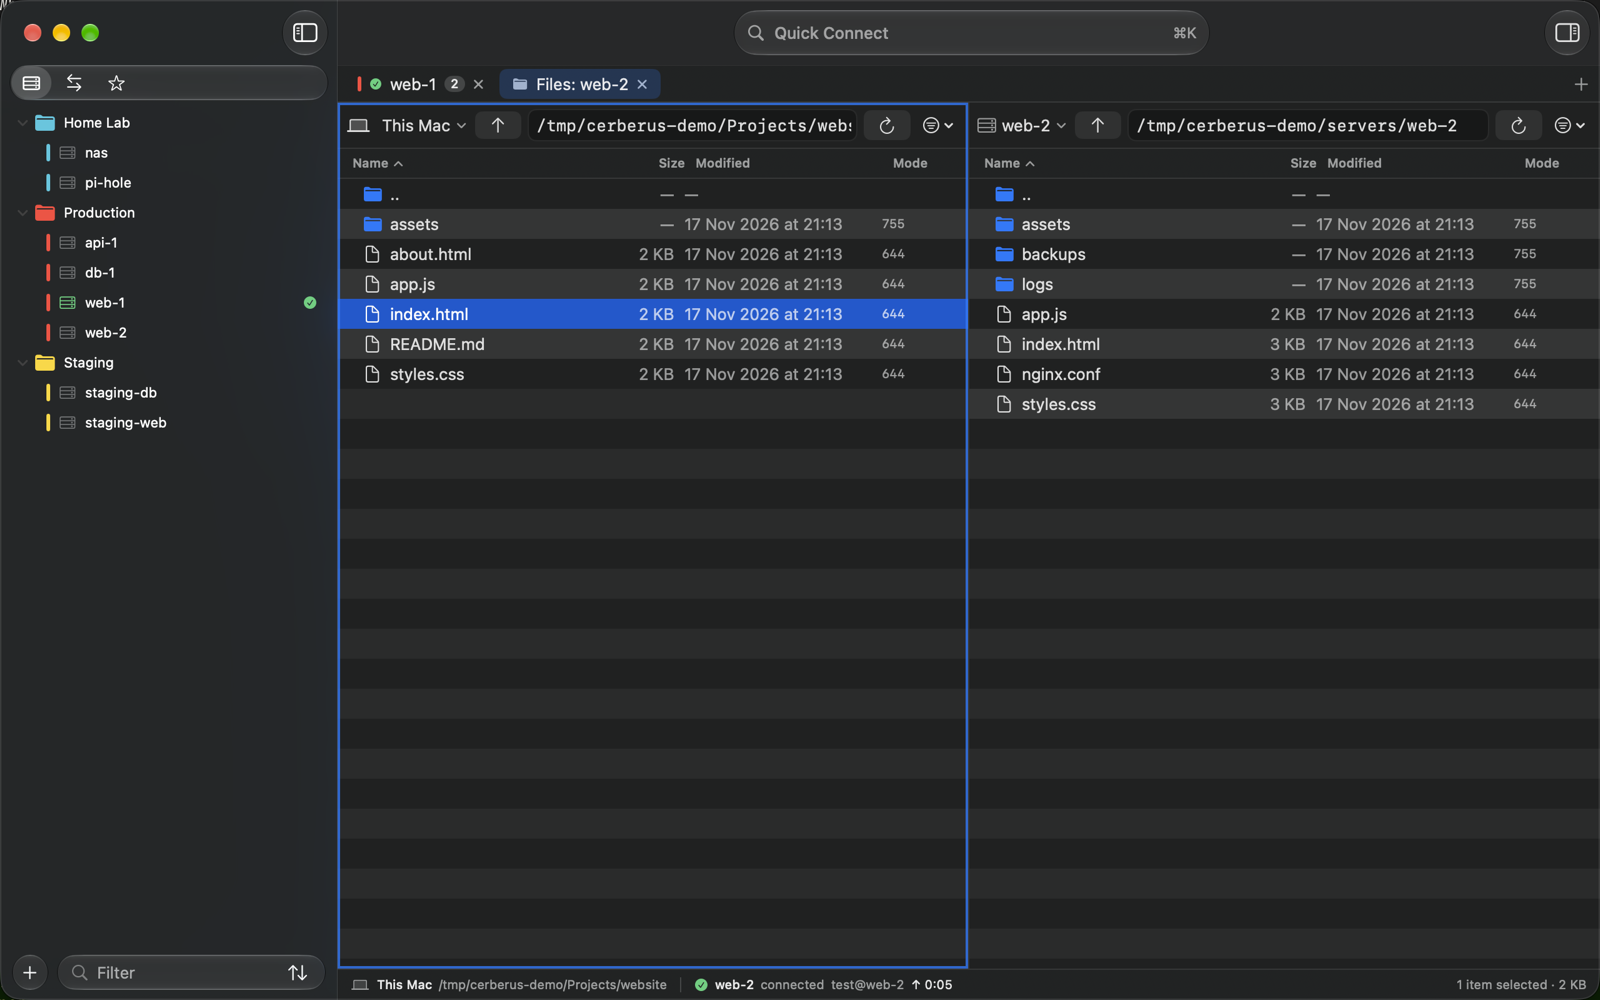 Quick Connect ⌘K
web-1 2
Files: web-2
Home Lab
nas
pi-hole
Production
api-1
db-1
web-1
web-2
Staging
staging-db
staging-web
Filter
This Mac /tmp/cerberus-demo/Projects/webs
Name Size Modified Mode
.. — —
assets — 17 Nov 2026 at 21:13 755
about.html 2 KB 17 Nov 2026 at 21:13 644
app.js 2 KB 17 Nov 2026 at 21:13 644
index.html 2 KB 17 Nov 2026 at 21:13 644
README.md 2 KB 17 Nov 2026 at 21:13 644
styles.css 2 KB 17 Nov 2026 at 21:13 644
web-2 /tmp/cerberus-demo/servers/web-2
Name Size Modified Mode
.. — —
assets — 17 Nov 2026 at 21:13 755
backups — 17 Nov 2026 at 21:13 755
logs — 17 Nov 2026 at 21:13 755
app.js 2 KB 17 Nov 2026 at 21:13 644
index.html 3 KB 17 Nov 2026 at 21:13 644
nginx.conf 3 KB 17 Nov 2026 at 21:13 644
styles.css 3 KB 17 Nov 2026 at 21:13 644
This Mac /tmp/cerberus-demo/Projects/website web-2 connected test@web-2 ↑ 0:05 1 item selected · 2 KB